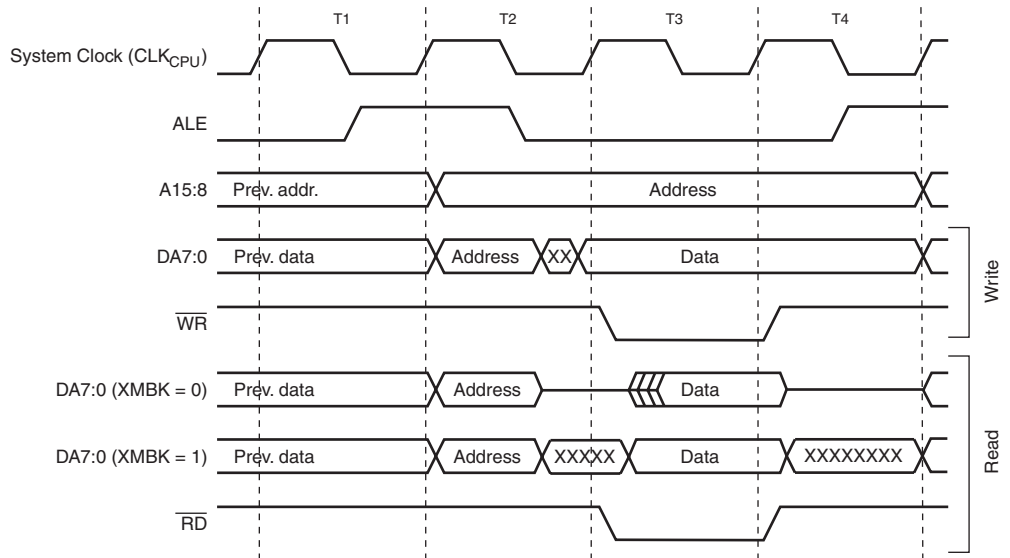 T1 T2 T3 T4
System Clock (CLKCPU)
ALE
A15:8 Prev. addr. Address
DA7:0 Prev. data Address XX Data
WR
Write
DA7:0 (XMBK = 0) Prev. data Address Data
DA7:0 (XMBK = 1) Prev. data Address XXXXX Data XXXXXXXX
RD
Read